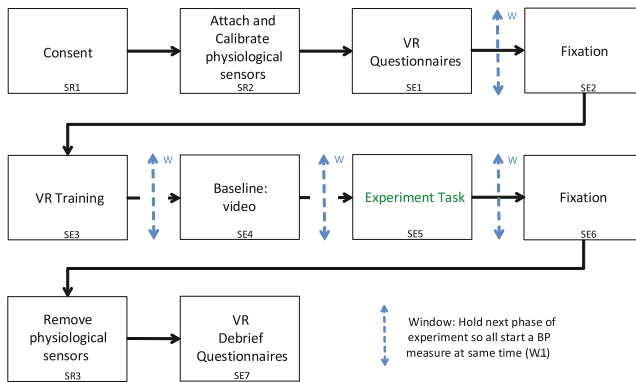 Consent
SR1
Attach and
Calibrate
physiological
sensors
SR2
VR
Questionnaires
SE1
W
Fixation
SE2
VR Training
SE3
W
Baseline:
video
SE4
W
Experiment Task
SE5
W
Fixation
SE6
Remove
physiological
sensors
SR3
VR
Debrief
Questionnaires
SE7
Window: Hold next phase of
experiment so all start a BP
measure at same time (W1)